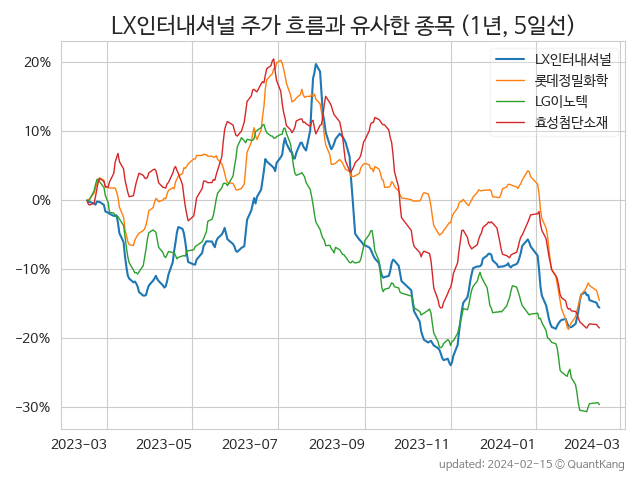 LX인터내셔널 주가 흐름과 유사한 종목 (1년, 5일선)
LX인터내셔널
롯데정밀화학
LG이노텍
효성첨단소재
20%
10%
0%
−10%
−20%
−30%
2023-03 2023-05 2023-07 2023-09 2023-11 2024-01 2024-03
updated: 2024-02-15 © QuantKang